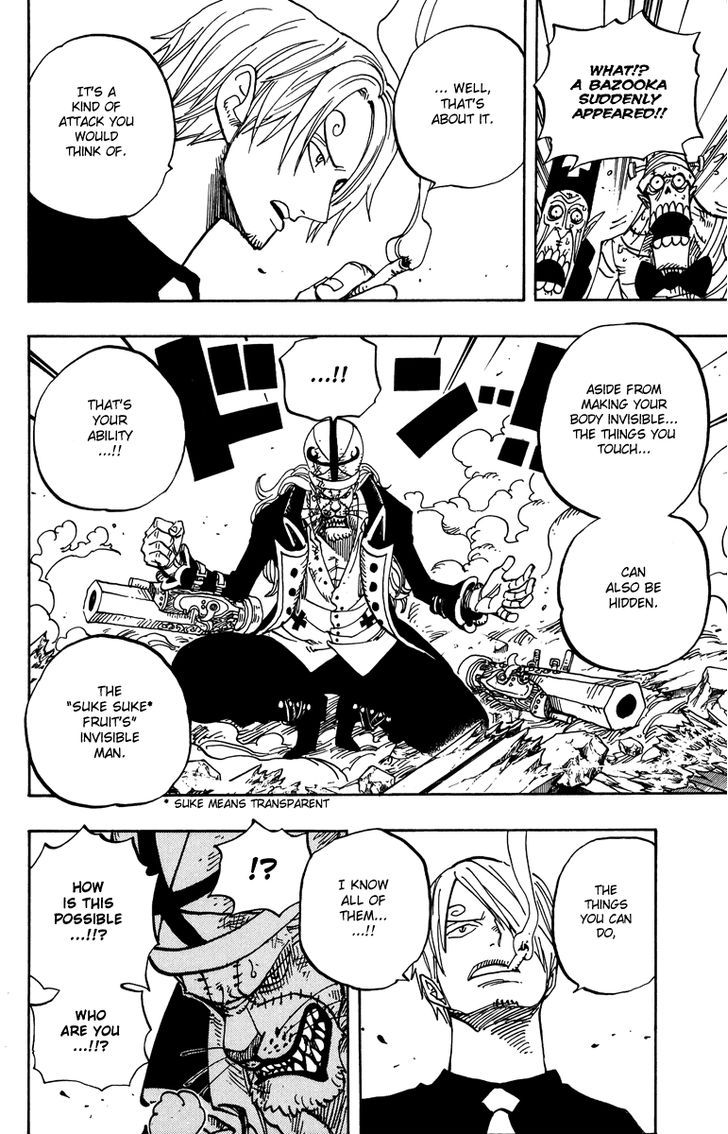 WHAT!?
A BAZOOKA
SUDDENLY
APPEARED!!
... WELL,
THAT'S
ABOUT IT.
IT'S A
KIND OF
ATTACK YOU
WOULD
THINK OF.
ASIDE FROM
MAKING YOUR
BODY INVISIBLE...
THE THINGS YOU
TOUCH...
CAN
ALSO BE
HIDDEN.
ドン!!
...!!
THAT'S
YOUR
ABILITY
...!!
THE
"SUKE SUKE*
FRUIT'S"
INVISIBLE
MAN.
* SUKE MEANS TRANSPARENT
THE
THINGS
YOU CAN
DO,
I KNOW
ALL OF
THEM...
...!!
!?
HOW
IS THIS
POSSIBLE
...!!?
WHO
ARE YOU
...!!?